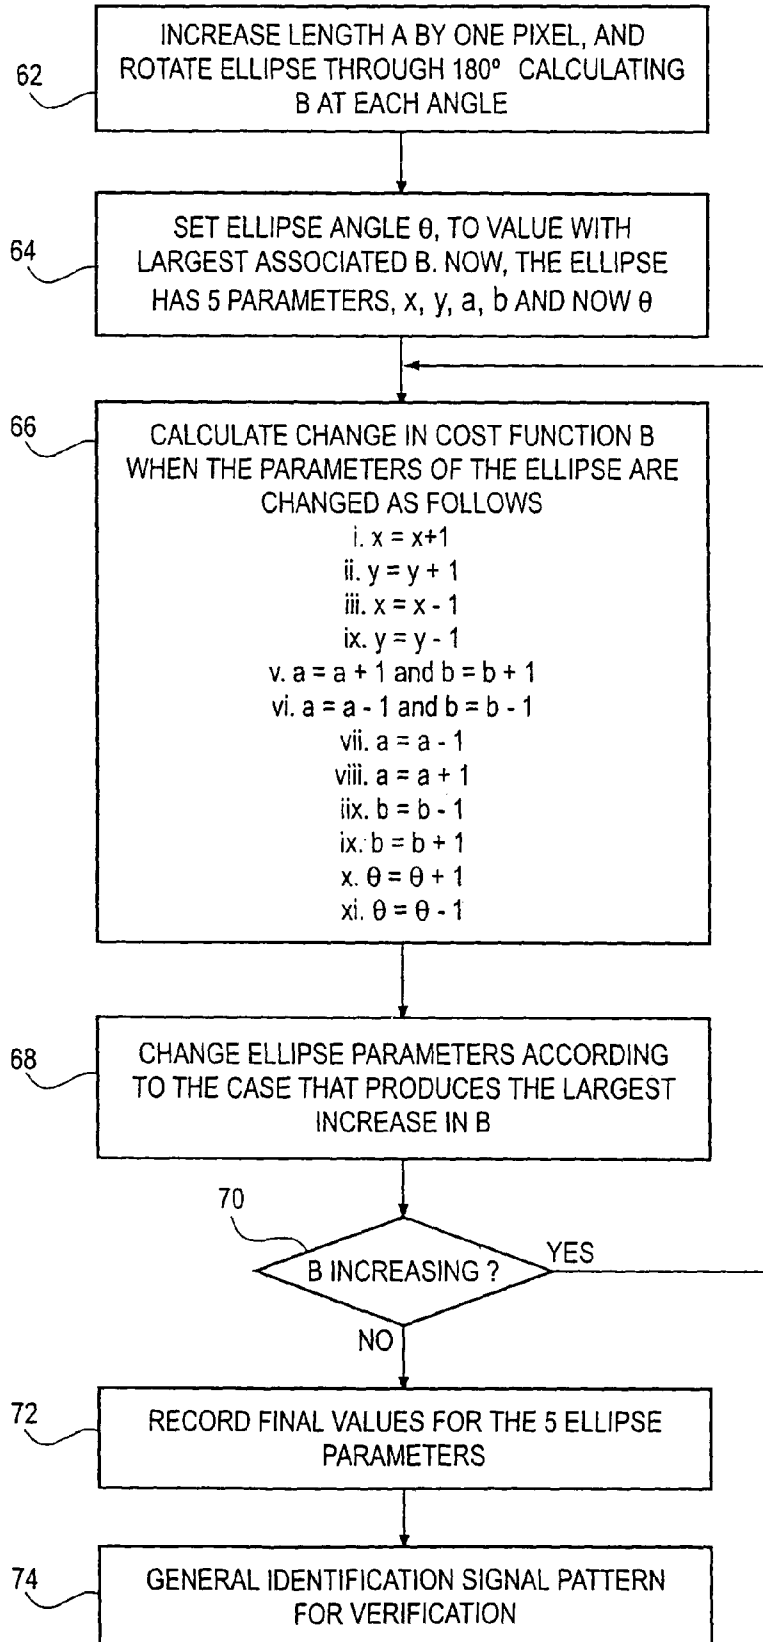 62
INCREASE LENGTH A BY ONE PIXEL, AND
ROTATE ELLIPSE THROUGH 180° CALCULATING
B AT EACH ANGLE
64
SET ELLIPSE ANGLE θ, TO VALUE WITH
LARGEST ASSOCIATED B. NOW, THE ELLIPSE
HAS 5 PARAMETERS, x, y, a, b AND NOW θ
66
CALCULATE CHANGE IN COST FUNCTION B
WHEN THE PARAMETERS OF THE ELLIPSE ARE
CHANGED AS FOLLOWS
i. x = x+1
ii. y = y + 1
iii. x = x - 1
ix. y = y - 1
v. a = a + 1 and b = b + 1
vi. a = a - 1 and b = b - 1
vii. a = a - 1
viii. a = a + 1
iix. b = b - 1
ix. b = b + 1
x. θ = θ + 1
xi. θ = θ - 1
68
CHANGE ELLIPSE PARAMETERS ACCORDING
TO THE CASE THAT PRODUCES THE LARGEST
INCREASE IN B
70
B INCREASING ?
YES
NO
72
RECORD FINAL VALUES FOR THE 5 ELLIPSE
PARAMETERS
74
GENERAL IDENTIFICATION SIGNAL PATTERN
FOR VERIFICATION